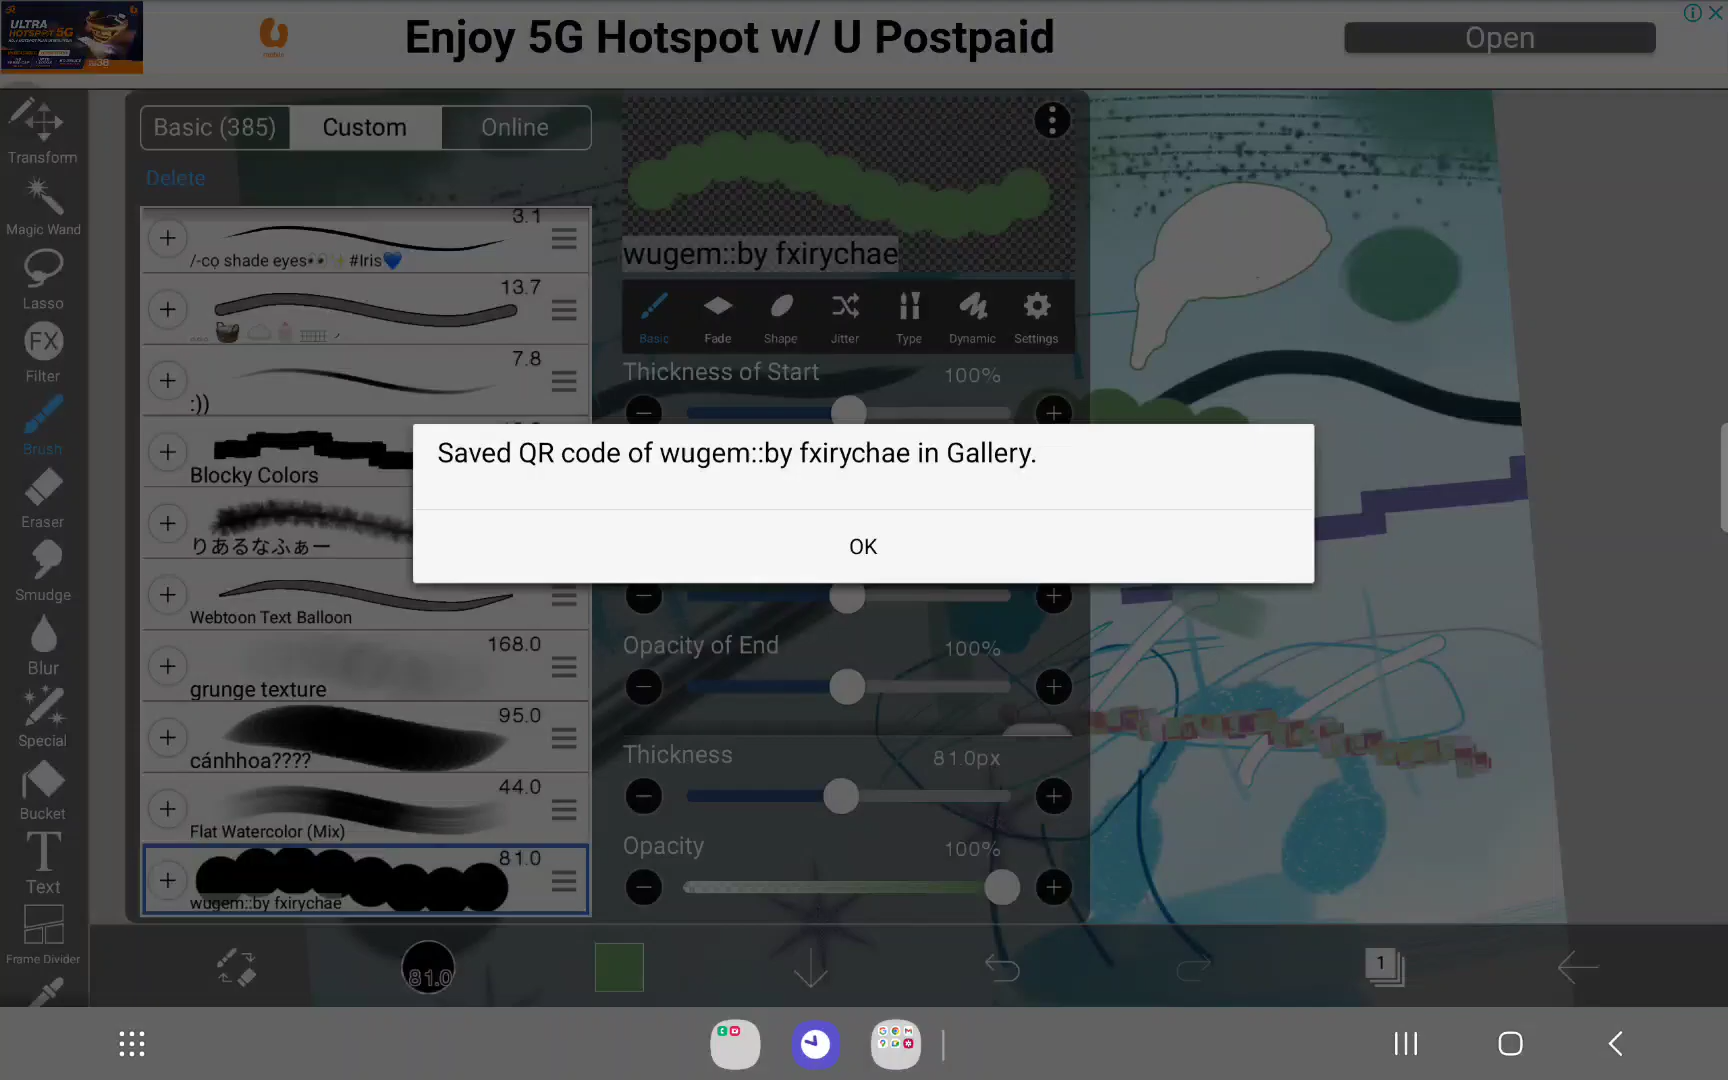 ULTRA
HOTSPOT 5G
Enjoy 5G Hotspot w/ U Postpaid
Open
Transform
Magic Wand
Lasso
FX
Filter
Brush
Eraser
Smudge
Blur
Special
Bucket
T
Text
Frame Divider
Basic (385)
Custom
Online
Delete
3.1
/-cọ shade eyes👀✨#Iris💙
13.7
7.8
:))
Blocky Colors
りあるなふぁー
Webtoon Text Balloon
168.0
grunge texture
95.0
cánhhoa????
44.0
Flat Watercolor (Mix)
81.0
wugem::by fxirychae
wugem::by fxirychae
Basic
Fade
Shape
Jitter
Type
Dynamic
Settings
Thickness of Start
100%
Saved QR code of wugem::by fxirychae in Gallery.
OK
Opacity of End
100%
Thickness
81.0px
Opacity
100%
81.0
1